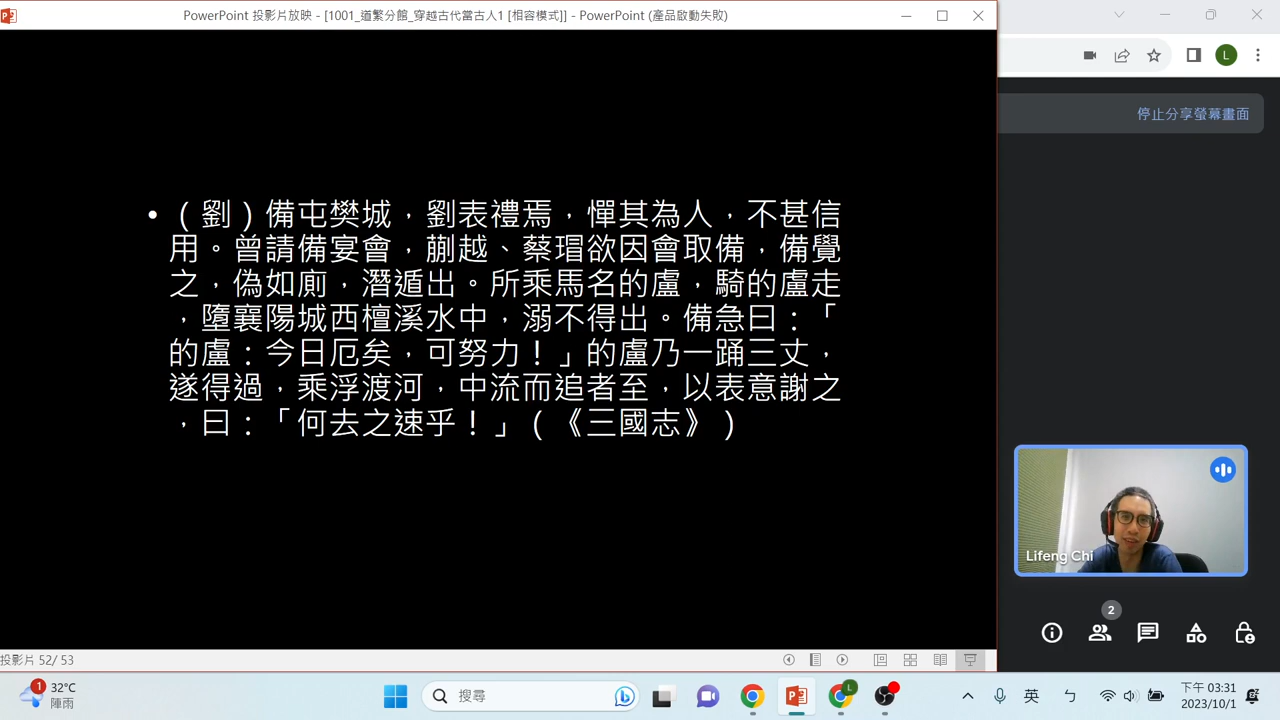 PowerPoint 投影片放映 - [1001_道繁分館_穿越古代當古人1 [相容模式]] - PowerPoint (產品啟動失敗)
L
停止分享螢幕畫面
• (劉)備屯樊城，劉表禮焉，憚其為人，不甚信
用。曾請備宴會，蒯越、蔡瑁欲因會取備，備覺
之，偽如廁，潛遁出。所乘馬名的盧，騎的盧走
，墮襄陽城西檀溪水中，溺不得出。備急曰：「
的盧：今日厄矣，可努力！」的盧乃一踊三丈，
遂得過，乘浮渡河，中流而追者至，以表意謝之
，曰：「何去之速乎！」(《三國志》)
Lifeng Chi
2
投影片 52/ 53
1
32°C
陣雨
搜尋
L
英
ㄅ
下午 03:31
2023/10/1